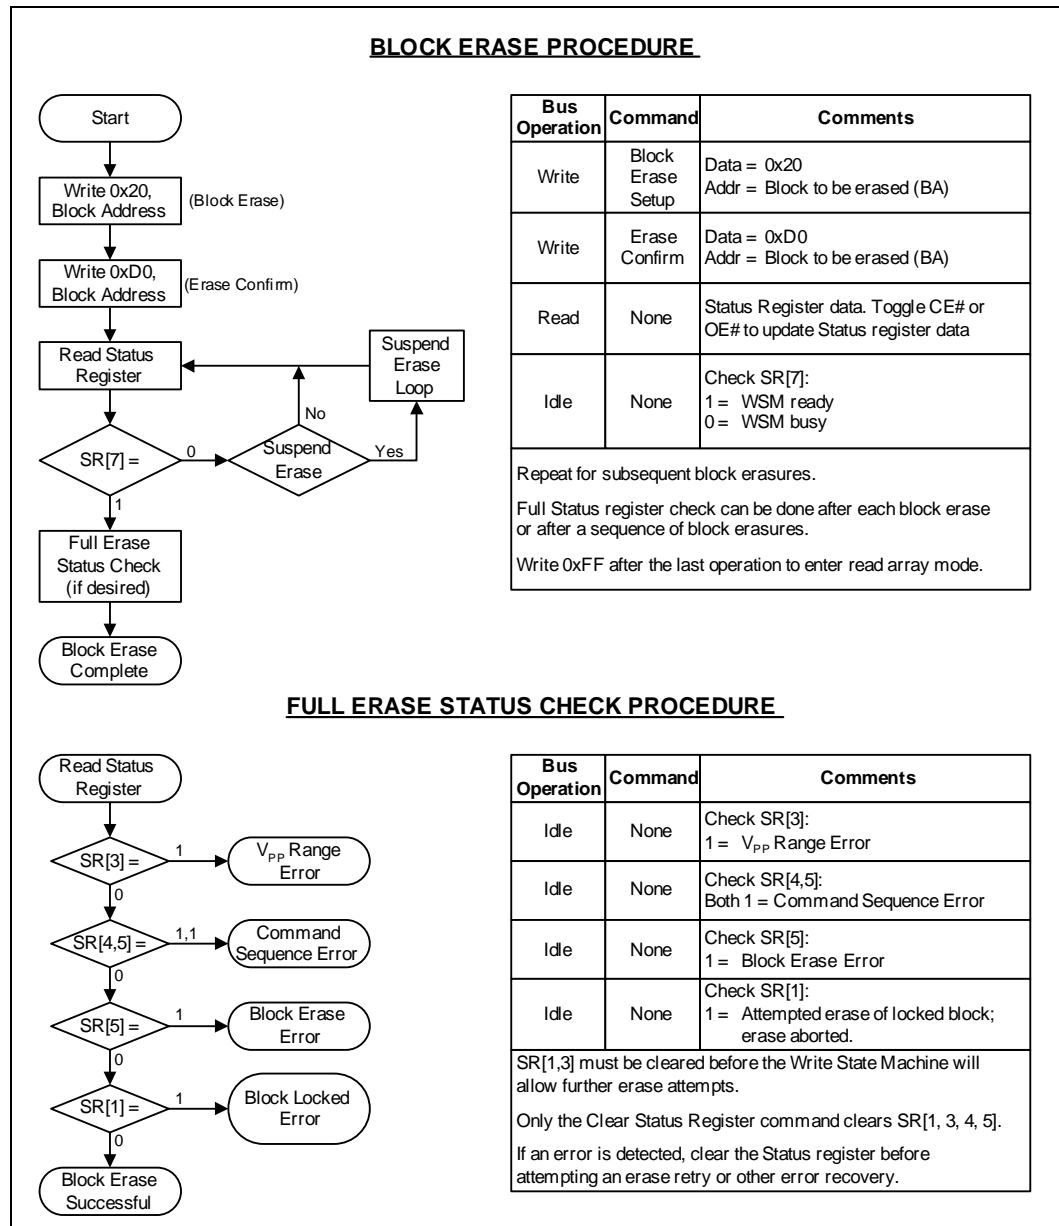 BLOCK ERASE PROCEDURE
Start
Write 0x20,
Block Address
(Block Erase)
Write 0xD0,
Block Address
(Erase Confirm)
Read Status
Register
Suspend
Erase
Loop
No
SR[7] =
0
Suspend
Erase
Yes
1
Full Erase
Status Check
(if desired)
Block Erase
Complete
Bus
Operation
Command
Comments
Write
Block
Erase
Setup
Data = 0x20
Addr = Block to be erased (BA)
Write
Erase
Confirm
Data = 0xD0
Addr = Block to be erased (BA)
Read
None
Status Register data. Toggle CE# or
OE# to update Status register data
Idle
None
Check SR[7]:
1 = WSM ready
0 = WSM busy
Repeat for subsequent block erasures.
Full Status register check can be done after each block erase
or after a sequence of block erasures.
Write 0xFF after the last operation to enter read array mode.
FULL ERASE STATUS CHECK PROCEDURE
Read Status
Register
SR[3] =
1
VPP Range
Error
0
SR[4,5] =
1,1
Command
Sequence Error
0
SR[5] =
1
Block Erase
Error
0
SR[1] =
1
Block Locked
Error
0
Block Erase
Successful
Bus
Operation
Command
Comments
Idle
None
Check SR[3]:
1 = VPP Range Error
Idle
None
Check SR[4,5]:
Both 1 = Command Sequence Error
Idle
None
Check SR[5]:
1 = Block Erase Error
Idle
None
Check SR[1]:
1 = Attempted erase of locked block;
erase aborted.
SR[1,3] must be cleared before the Write State Machine will
allow further erase attempts.
Only the Clear Status Register command clears SR[1, 3, 4, 5].
If an error is detected, clear the Status register before
attempting an erase retry or other error recovery.